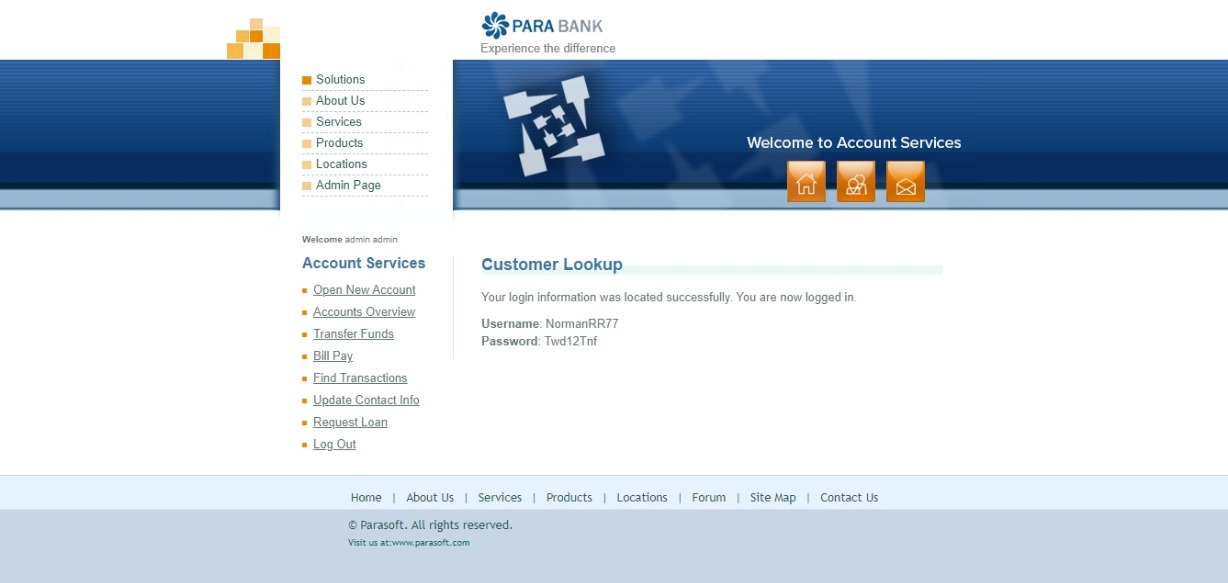 PARA BANK
Experience the difference
Solutions
About Us
Services
Products
Locations
Admin Page
Welcome to Account Services
Welcome admin admin
Account Services
Open New Account
Accounts Overview
Transfer Funds
Bill Pay
Find Transactions
Update Contact Info
Request Loan
Log Out
Customer Lookup
Your login information was located successfully. You are now logged in.
Username: NormanRR77
Password: Twd12Tnf
Home | About Us | Services | Products | Locations | Forum | Site Map | Contact Us
© Parasoft. All rights reserved.
Visit us at:www.parasoft.com